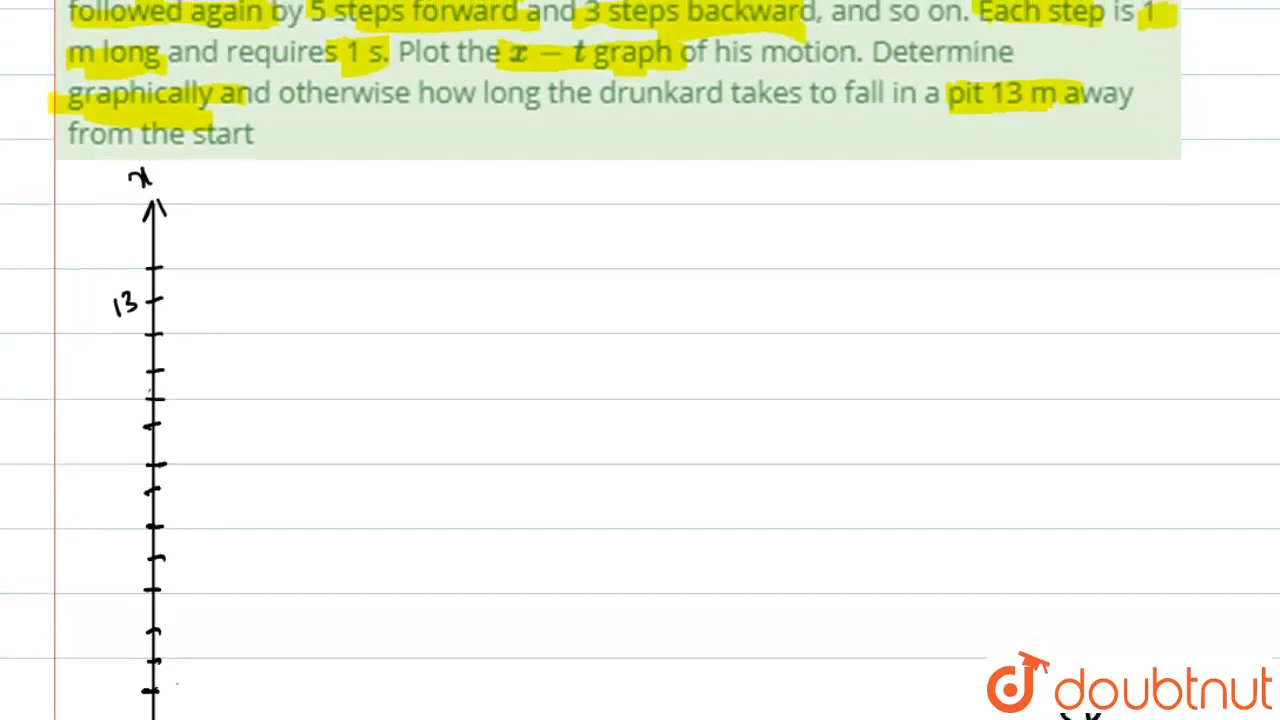 followed again by 5 steps forward and 3 steps backward, and so on. Each step is 1
m long and requires 1 s. Plot the x − t graph of his motion. Determine
graphically and otherwise how long the drunkard takes to fall in a pit 13 m away
from the start
x
13
doubtnut